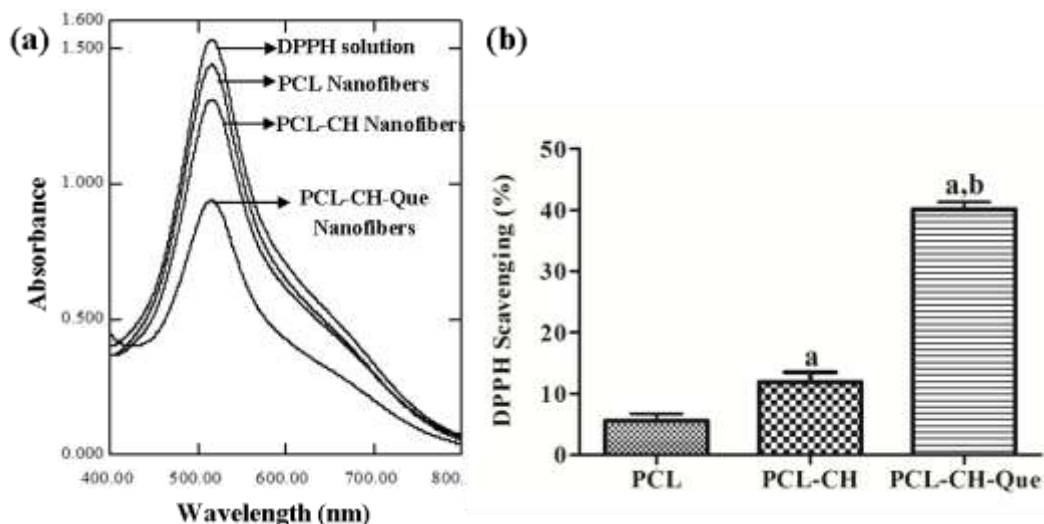 (a)
1.600
1.500
1.000
0.500
0.000
400.00 500.00 600.00 700.00 800.
Absorbance
Wavelength (nm)
DPPH solution
PCL Nanofibers
PCL-CH Nanofibers
PCL-CH-Que
Nanofibers
(b)
50
40
30
20
10
0
DPPH Scavenging (%)
a
a,b
PCL PCL-CH PCL-CH-Que